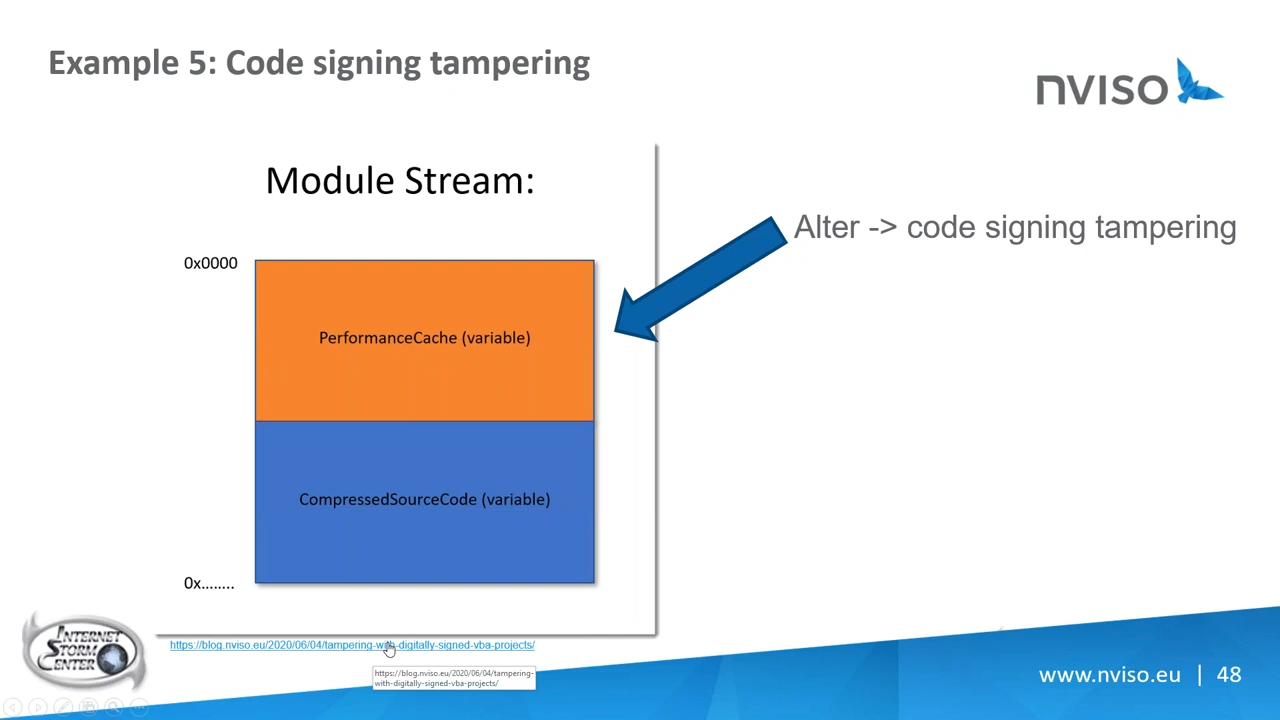 Example 5: Code signing tampering
nviso
Module Stream:
Alter -> code signing tampering
0x0000
PerformanceCache (variable)
CompressedSourceCode (variable)
0x........
https://blog.nviso.eu/2020/06/04/tampering-with-digitally-signed-vba-projects/
https://blog.nviso.eu/2020/06/04/tampering-
with-digitally-signed-vba-projects/
INTERNET
STORM
CENTER
www.nviso.eu | 48